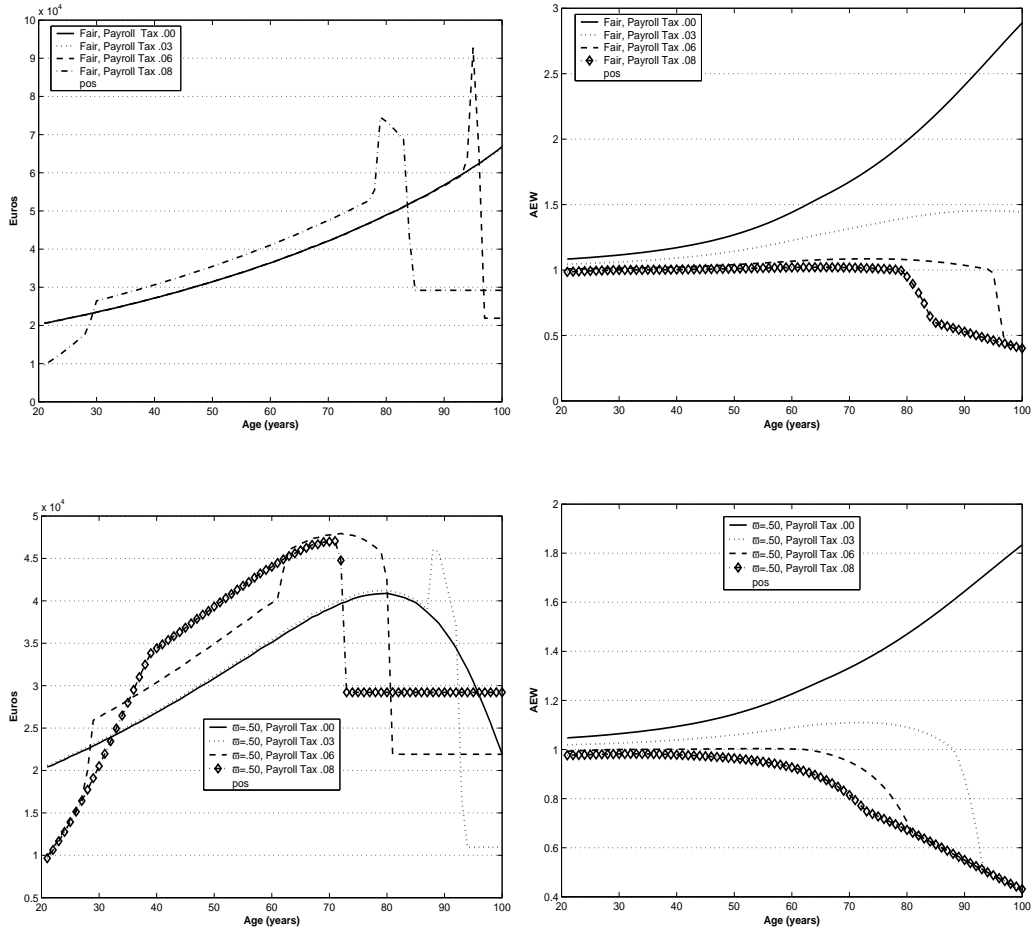 x 10⁴
10
9
8
7
6
5
4
3
2
1
0
Euros
20 30 40 50 60 70 80 90 100
Age (years)
Fair, Payroll Tax .00
Fair, Payroll Tax .03
Fair, Payroll Tax .06
Fair, Payroll Tax .08
pos
3
2.5
2
1.5
1
0.5
0
AEW
20 30 40 50 60 70 80 90 100
Age (years)
Fair, Payroll Tax .00
Fair, Payroll Tax .03
Fair, Payroll Tax .06
Fair, Payroll Tax .08
pos
x 10⁴
5
4.5
4
3.5
3
2.5
2
1.5
1
0.5
Euros
20 30 40 50 60 70 80 90 100
Age (years)
ϖ=.50, Payroll Tax .00
ϖ=.50, Payroll Tax .03
ϖ=.50, Payroll Tax .06
ϖ=.50, Payroll Tax .08
pos
2
1.8
1.6
1.4
1.2
1
0.8
0.6
0.4
AEW
20 30 40 50 60 70 80 90 100
Age (years)
ϖ=.50, Payroll Tax .00
ϖ=.50, Payroll Tax .03
ϖ=.50, Payroll Tax .06
ϖ=.50, Payroll Tax .08
pos